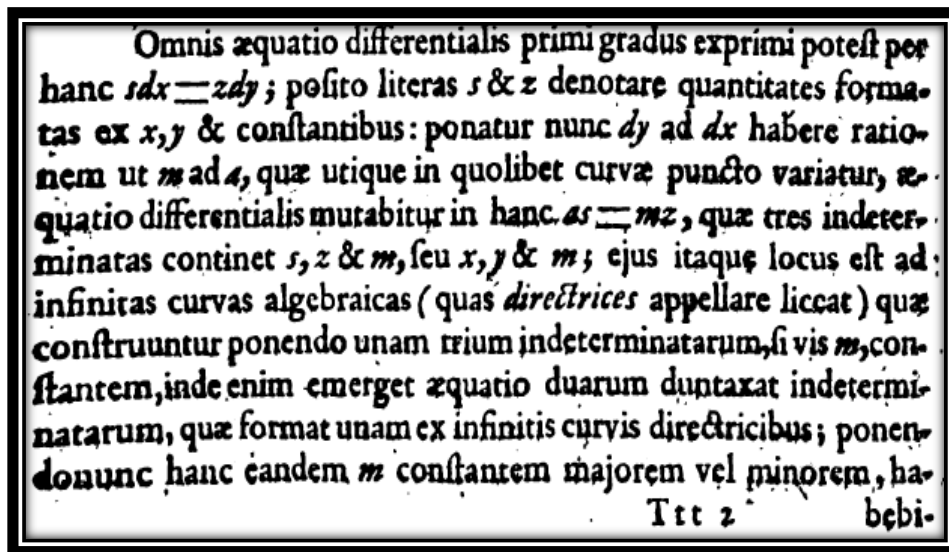 Omnis æquatio differentialis primi gradus exprimi poteſt per
hanc sdx=zdy; poſito literas s & z denotare quantitates forma-
tas ex x,y & conſtantibus: ponatur nunc dy ad dx habere ratio-
nem ut m ad a, quæ utique in quolibet curvæ puncto variatur, æ-
quatio differentialis mutabitur in hanc as=mz, quæ tres indeter-
minatas continet s, z & m, ſeu x, y & m; ejus itaque locus eſt ad
infinitas curvas algebraicas (quas directrices appellare liceat) quæ
conſtruuntur ponendo unam trium indeterminatarum, ſi vis m, con-
ſtantem, inde enim emerget æquatio duarum duntaxat indetermi-
natarum, quæ format unam ex infinitis curvis directricibus; ponen-
do nunc hanc eandem m conſtantem majorem vel minorem, ha-
Ttt 2 bebi-